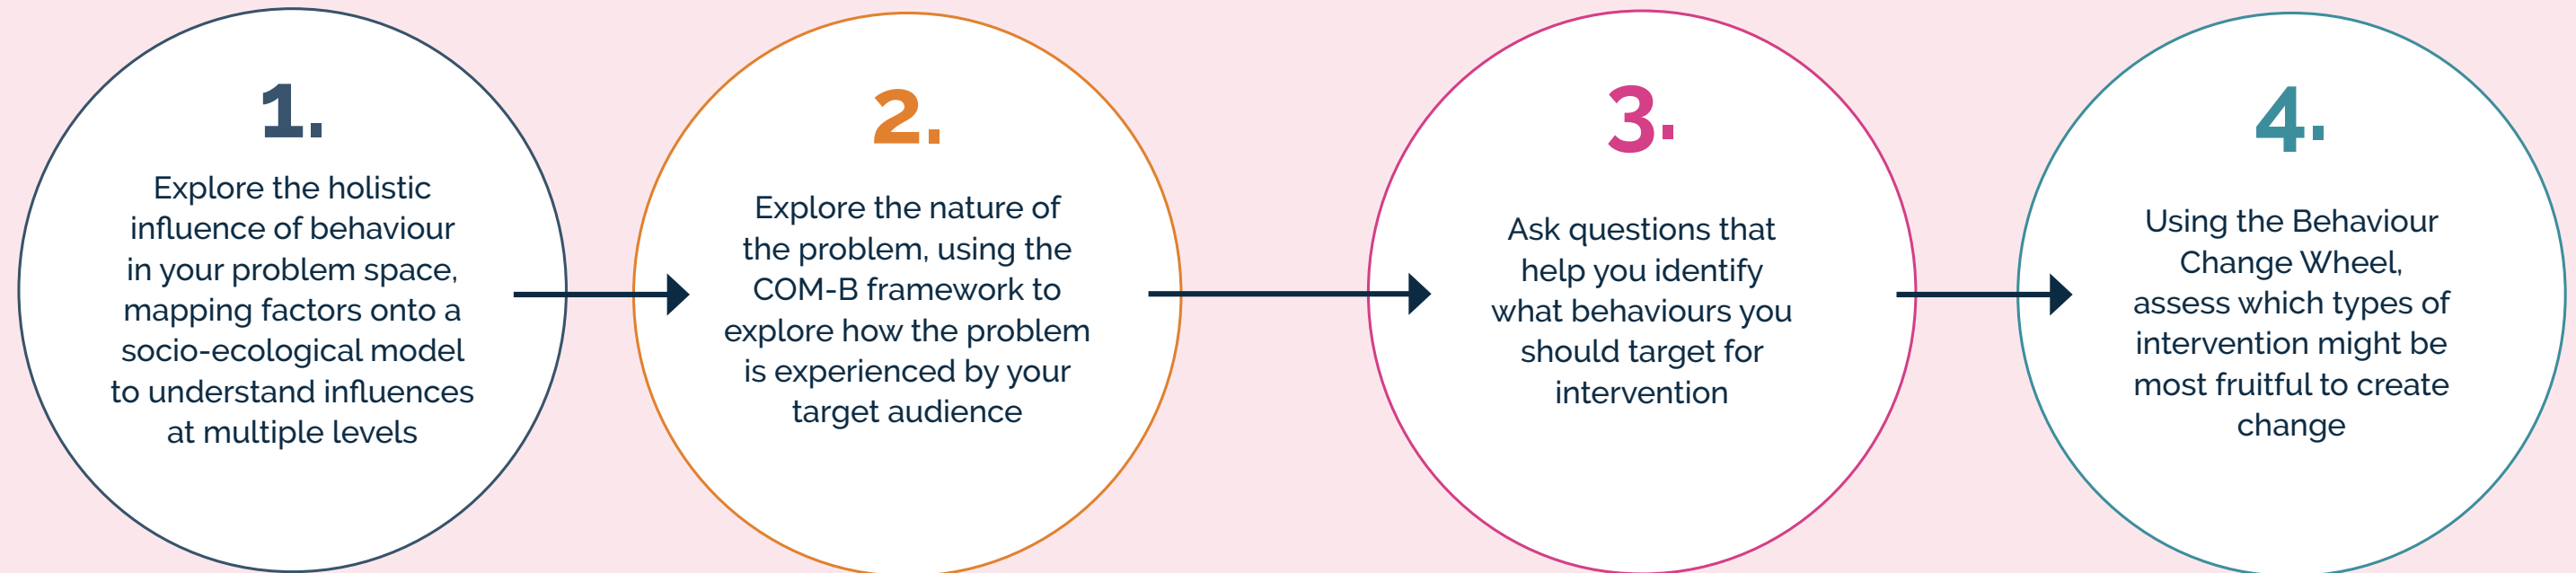 1.
Explore the holistic
influence of behaviour
in your problem space,
mapping factors onto a
socio-ecological model
to understand influences
at multiple levels
2.
Explore the nature of
the problem, using the
COM-B framework to
explore how the problem
is experienced by your
target audience
3.
Ask questions that
help you identify
what behaviours you
should target for
intervention
4.
Using the Behaviour
Change Wheel,
assess which types of
intervention might be
most fruitful to create
change